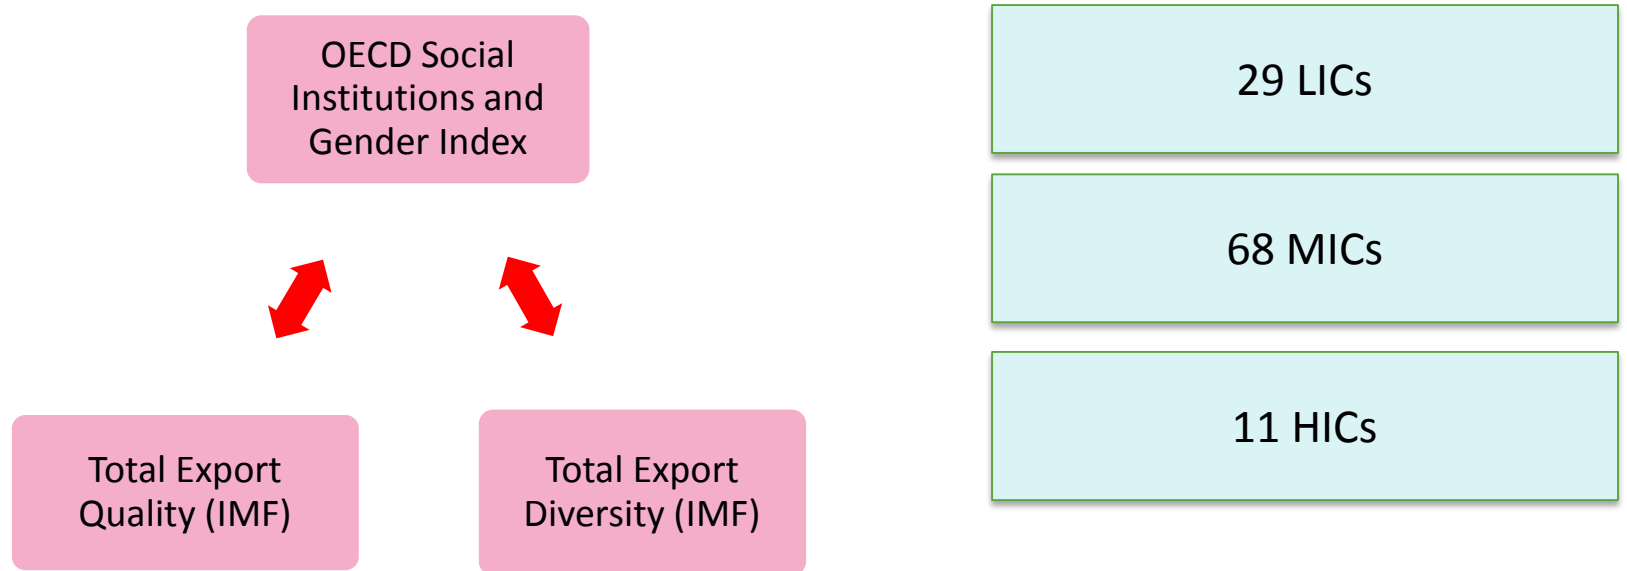 OECD Social
Institutions and
Gender Index
Total Export
Quality (IMF)
Total Export
Diversity (IMF)
29 LICs
68 MICs
11 HICs